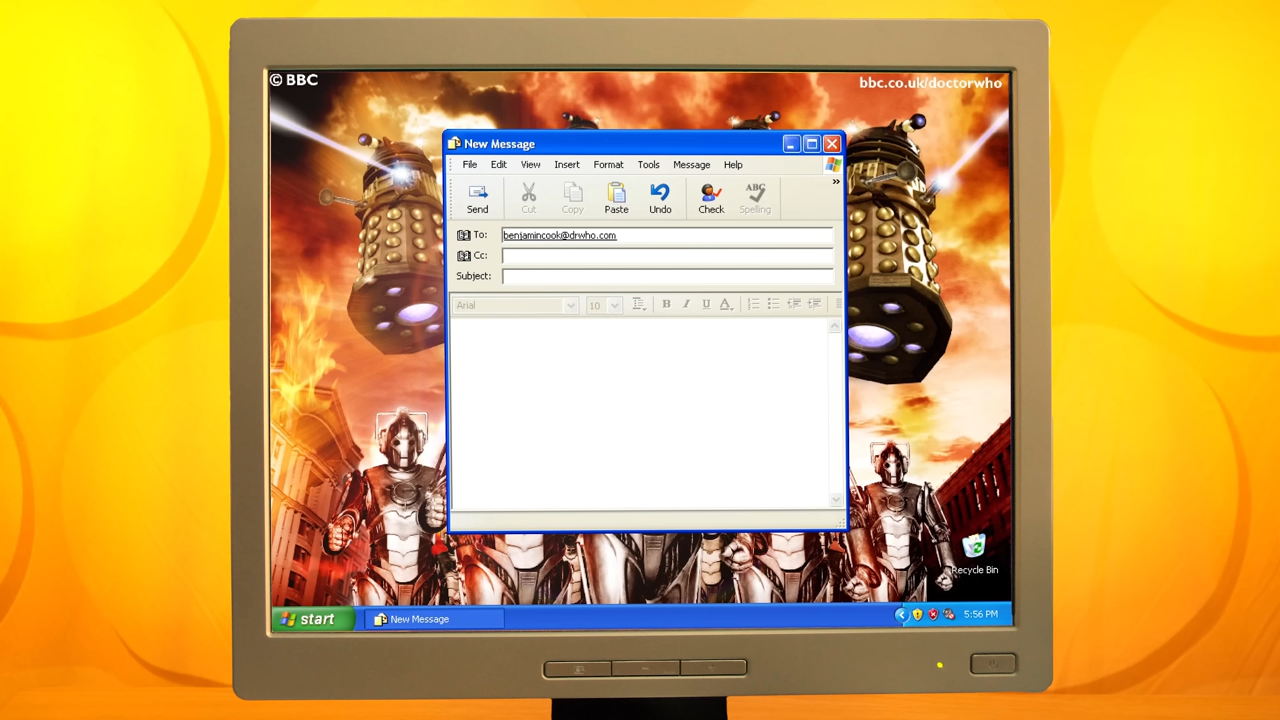 © BBC
bbc.co.uk/doctorwho
New Message
File Edit View Insert Format Tools Message Help
Send Cut Copy Paste Undo Check ABC Spelling
To: benjamincook@drwho.com
Cc:
Subject:
Arial 10 B I U A
Recycle Bin
start New Message 5:56 PM